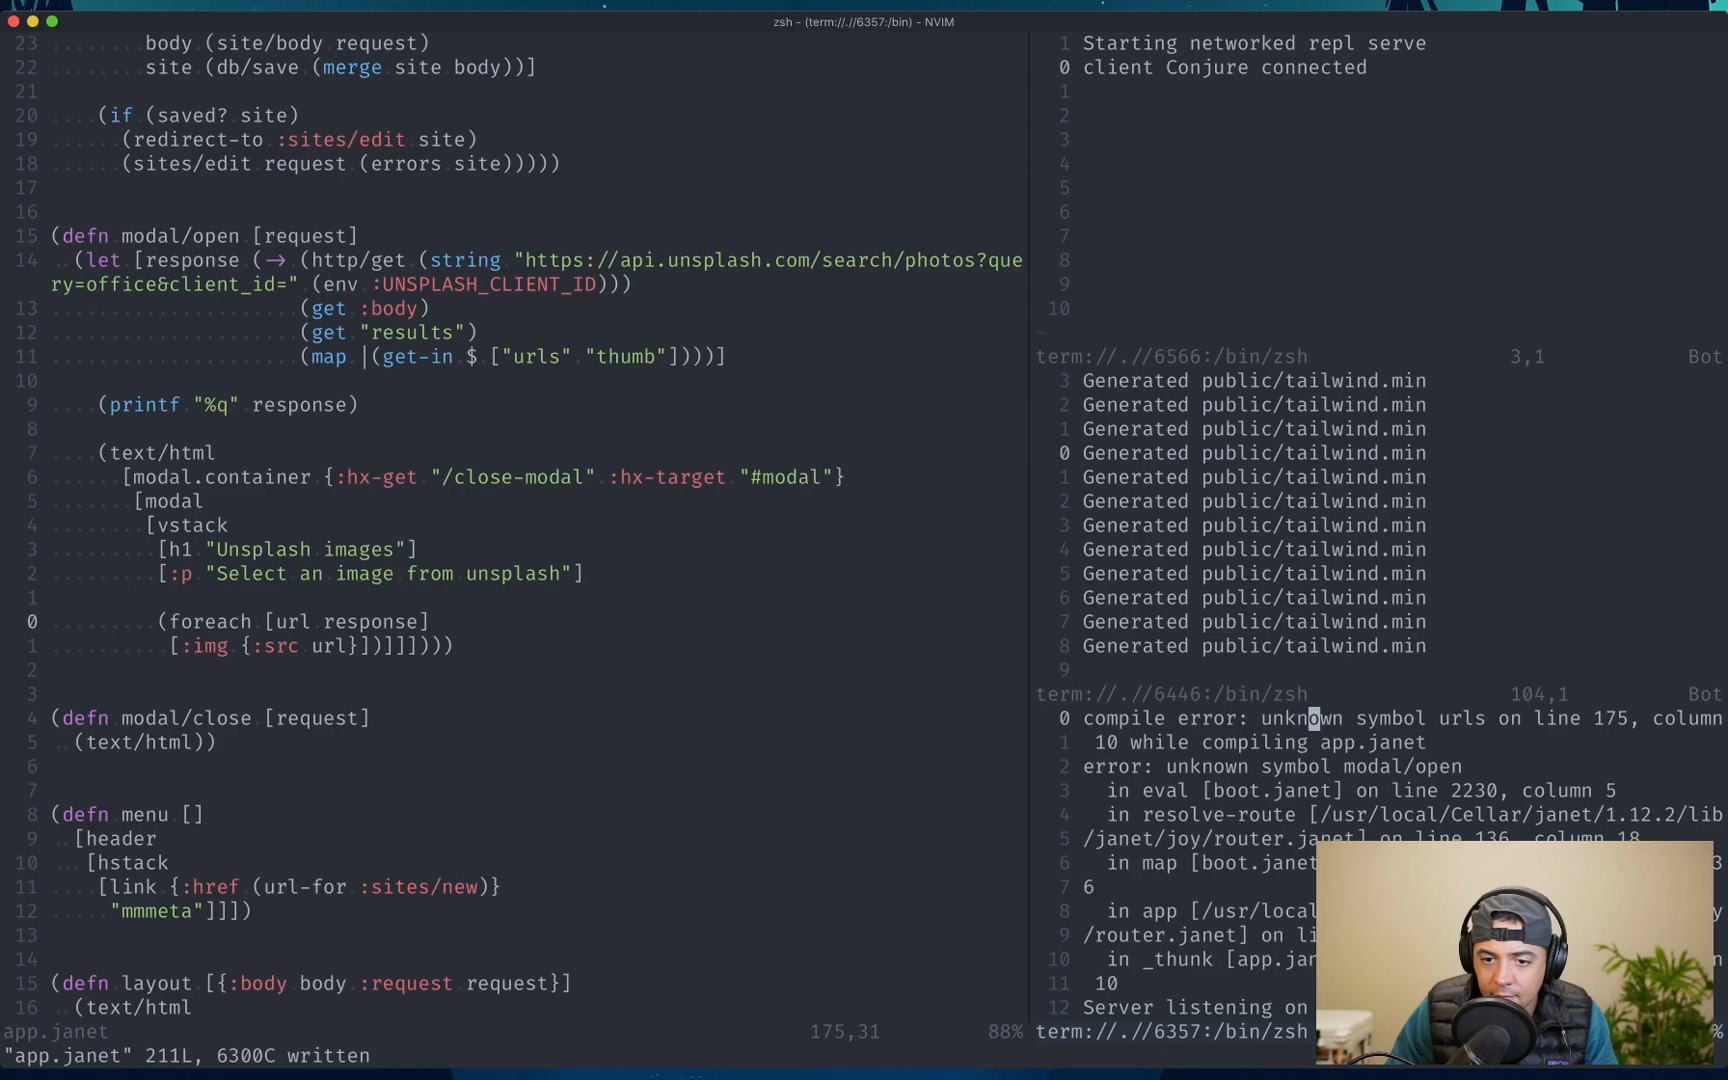 zsh - (term://.//6357:/bin) - NVIM
23 body (site/body request)
22 site (db/save (merge site body))]
21
20 (if (saved? site)
19 (redirect-to :sites/edit site)
18 (sites/edit request (errors site)))))
17
16
15 (defn modal/open [request]
14 (let [response (-> (http/get (string "https://api.unsplash.com/search/photos?que
ry=office&client_id=" (env :UNSPLASH_CLIENT_ID)))
13 (get :body)
12 (get "results")
11 (map |(get-in $ ["urls" "thumb"])))]
10
9 (printf "%q" response)
8
7 (text/html
6 [modal.container {:hx-get "/close-modal" :hx-target "#modal"}
5 [modal
4 [vstack
3 [h1 "Unsplash images"]
2 [:p "Select an image from unsplash"]
1
0 (foreach [url response]
1 [:img {:src url}])]]])))
2
3
4 (defn modal/close [request]
5 (text/html))
6
7
8 (defn menu []
9 [header
10 [hstack
11 [link {:href (url-for :sites/new)}
12 "mmmeta"]]])
13
14
15 (defn layout [{:body body :request request}]
16 (text/html
app.janet 175,31 88%
"app.janet" 211L, 6300C written
1 Starting networked repl serve
0 client Conjure connected
1
2
3
4
5
6
7
8
9
10
~
term://.//6566:/bin/zsh 3,1 Bot
3 Generated public/tailwind.min
2 Generated public/tailwind.min
1 Generated public/tailwind.min
0 Generated public/tailwind.min
1 Generated public/tailwind.min
2 Generated public/tailwind.min
3 Generated public/tailwind.min
4 Generated public/tailwind.min
5 Generated public/tailwind.min
6 Generated public/tailwind.min
7 Generated public/tailwind.min
8 Generated public/tailwind.min
9
term://.//6446:/bin/zsh 104,1 Bot
0 compile error: unknown symbol urls on line 175, column
1 10 while compiling app.janet
2 error: unknown symbol modal/open
3 in eval [boot.janet] on line 2230, column 5
4 in resolve-route [/usr/local/Cellar/janet/1.12.2/lib
5 /janet/joy/router.janet] on line 136, column 18
6 in map [boot.janet 3
7 6
8 in app [/usr/local y
9 /router.janet] on li
10 in _thunk [app.jan n
11 10
12 Server listening on
term://.//6357:/bin/zsh %